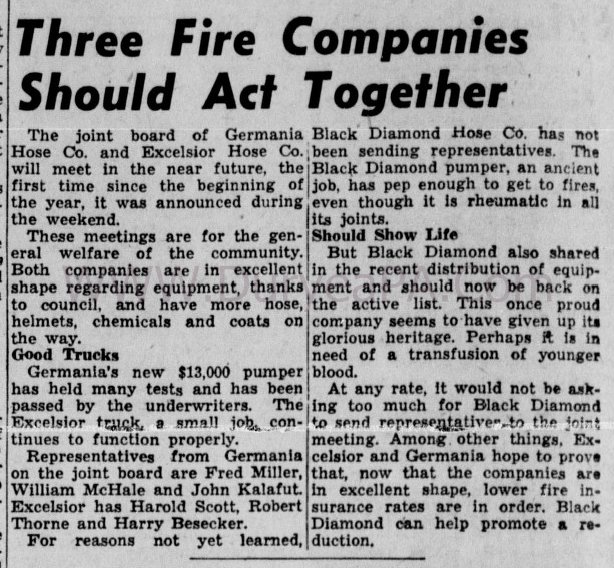 Three Fire Companies
Should Act Together
The joint board of Germania
Hose Co. and Excelsior Hose Co.
will meet in the near future, the
first time since the beginning of
the year, it was announced during
the weekend.
These meetings are for the gen-
eral welfare of the community.
Both companies are in excellent
shape regarding equipment, thanks
to council, and have more hose,
helmets, chemicals and coats on
the way.
Good Trucks
Germania's new $13,000 pumper
has held many tests and has been
passed by the underwriters. The
Excelsior truck, a small job, con-
tinues to function properly.
Representatives from Germania
on the joint board are Fred Miller,
William McHale and John Kalafut.
Excelsior has Harold Scott, Robert
Thorne and Harry Besecker.
For reasons not yet learned,
Black Diamond Hose Co. has not
been sending representatives. The
Black Diamond pumper, an ancient
job, has pep enough to get to fires,
even though it is rheumatic in all
its joints.
Should Show Life
But Black Diamond also shared
in the recent distribution of equip-
ment and should now be back on
the active list. This once proud
company seems to have given up its
glorious heritage. Perhaps it is in
need of a transfusion of younger
blood.
At any rate, it would not be ask-
ing too much for Black Diamond
to send representatives to the joint
meeting. Among other things, Ex-
celsior and Germania hope to prove
that, now that the companies are
in excellent shape, lower fire in-
surance rates are in order. Black
Diamond can help promote a re-
duction.